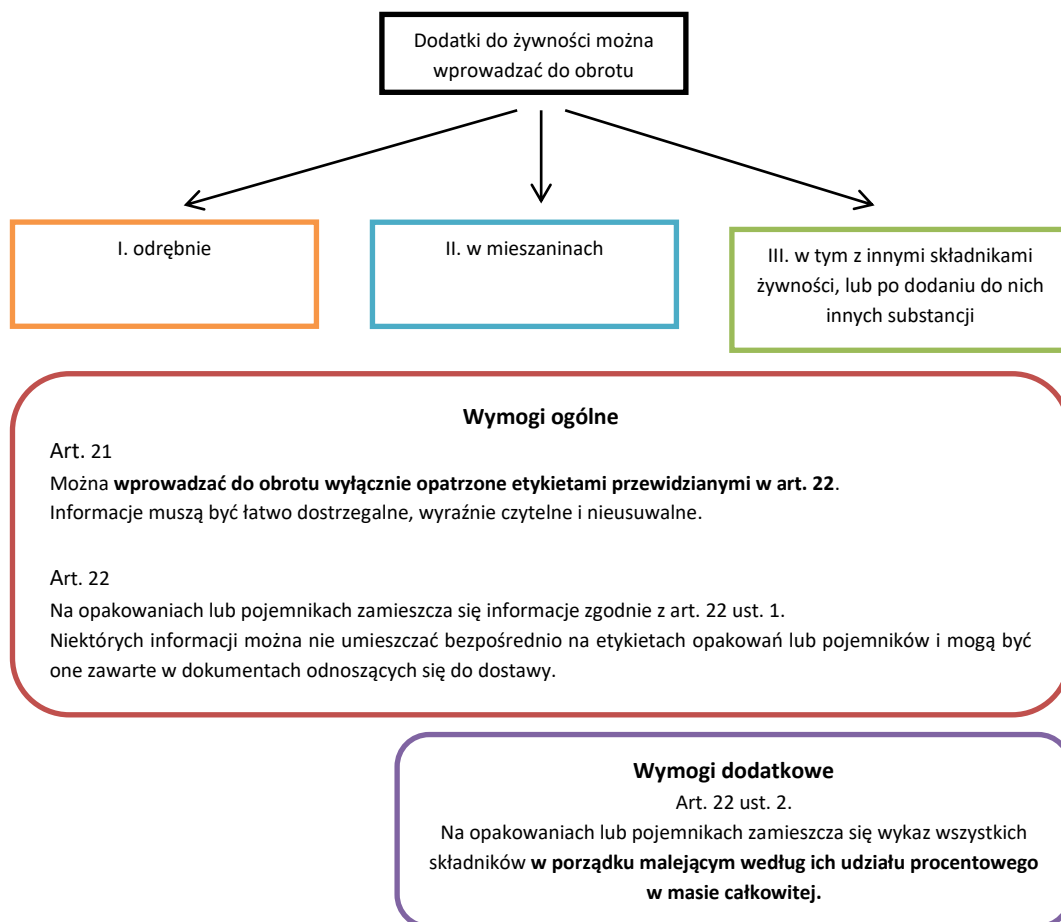 Dodatki do żywności można
wprowadzać do obrotu
I. odrębnie
II. w mieszaninach
III. w tym z innymi składnikami
żywności, lub po dodaniu do nich
innych substancji
Wymogi ogólne
Art. 21
Można wprowadzać do obrotu wyłącznie opatrzone etykietami przewidzianymi w art. 22.
Informacje muszą być łatwo dostrzegalne, wyraźnie czytelne i nieusuwalne.
Art. 22
Na opakowaniach lub pojemnikach zamieszcza się informacje zgodnie z art. 22 ust. 1.
Niektórych informacji można nie umieszczać bezpośrednio na etykietach opakowań lub pojemników i mogą być
one zawarte w dokumentach odnoszących się do dostawy.
Wymogi dodatkowe
Art. 22 ust. 2.
Na opakowaniach lub pojemnikach zamieszcza się wykaz wszystkich
składników w porządku malejącym według ich udziału procentowego
w masie całkowitej.